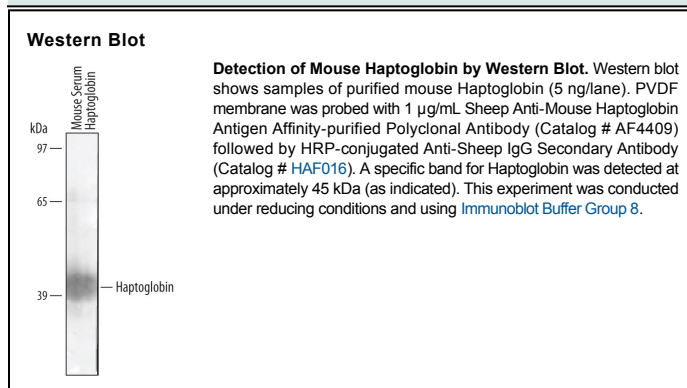 Western Blot
Mouse Serum
Haptoglobin
kDa
97
65
39
Haptoglobin
Detection of Mouse Haptoglobin by Western Blot. Western blot
shows samples of purified mouse Haptoglobin (5 ng/lane). PVDF
membrane was probed with 1 µg/mL Sheep Anti-Mouse Haptoglobin
Antigen Affinity-purified Polyclonal Antibody (Catalog # AF4409)
followed by HRP-conjugated Anti-Sheep IgG Secondary Antibody
(Catalog # HAF016). A specific band for Haptoglobin was detected at
approximately 45 kDa (as indicated). This experiment was conducted
under reducing conditions and using Immunoblot Buffer Group 8.